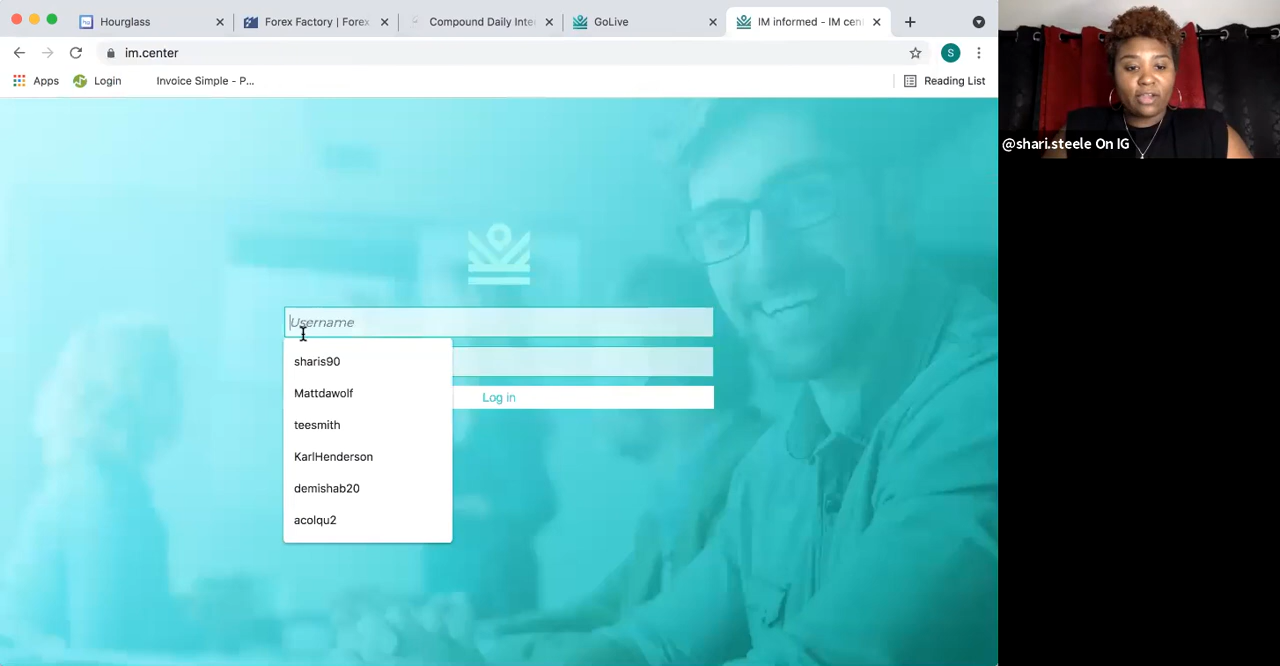 Hourglass
Forex Factory | Forex
Compound Daily Inte
GoLive
IM informed - IM cen
im.center
S
Apps
Login
Invoice Simple - P...
Reading List
@shari.steele On IG
Username
sharis90
Mattdawolf
teesmith
KarlHenderson
demishab20
acolqu2
Log in